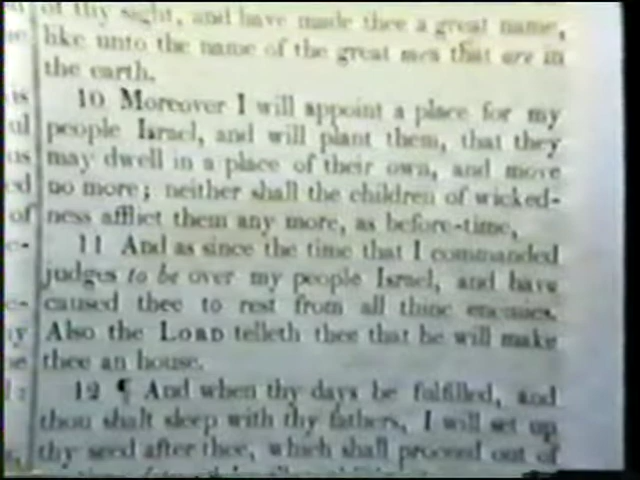 of thy sight, and have made thee a great name,
like unto the name of the great men that are in
the earth.
10 Moreover I will appoint a place for my
people Israel, and will plant them, that they
may dwell in a place of their own, and move
no more; neither shall the children of wicked-
ness afflict them any more, as before-time,
11 And as since the time that I commanded
judges to be over my people Israel, and have
caused thee to rest from all thine enemies.
Also the LORD telleth thee that he will make
thee an house.
12 ¶ And when thy days be fulfilled, and
thou shalt sleep with thy fathers, I will set up
thy seed after thee, which shall proceed out of